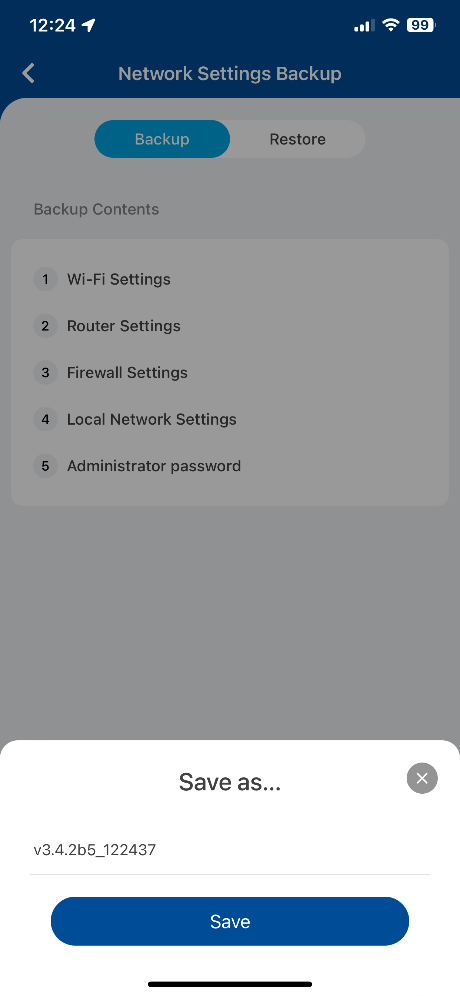 12:24
99
Network Settings Backup
Backup
Restore
Backup Contents
1 Wi-Fi Settings
2 Router Settings
3 Firewall Settings
4 Local Network Settings
5 Administrator password
Save as...
v3.4.2b5_122437
Save